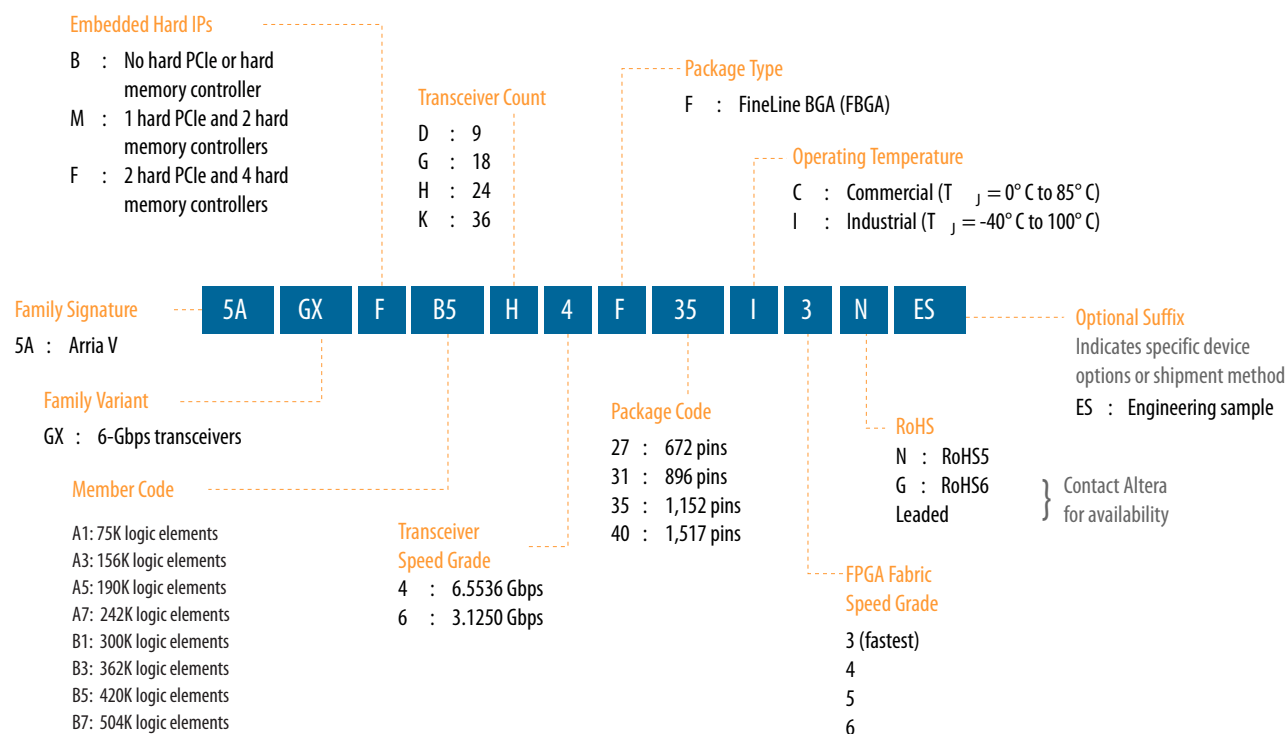 Embedded Hard IPs
B : No hard PCIe or hard
memory controller
M : 1 hard PCIe and 2 hard
memory controllers
F : 2 hard PCIe and 4 hard
memory controllers
Transceiver Count
D : 9
G : 18
H : 24
K : 36
Package Type
F : FineLine BGA (FBGA)
Operating Temperature
C : Commercial (T J = 0° C to 85° C)
I : Industrial (T J = -40° C to 100° C)
5A GX F B5 H 4 F 35 I 3 N ES
Family Signature
5A : Arria V
Family Variant
GX : 6-Gbps transceivers
Member Code
A1: 75K logic elements
A3: 156K logic elements
A5: 190K logic elements
A7: 242K logic elements
B1: 300K logic elements
B3: 362K logic elements
B5: 420K logic elements
B7: 504K logic elements
Transceiver
Speed Grade
4 : 6.5536 Gbps
6 : 3.1250 Gbps
Package Code
27 : 672 pins
31 : 896 pins
35 : 1,152 pins
40 : 1,517 pins
FPGA Fabric
Speed Grade
3 (fastest)
4
5
6
RoHS
N : RoHS5
G : RoHS6
Leaded
} Contact Altera
for availability
Optional Suffix
Indicates specific device
options or shipment method
ES : Engineering sample